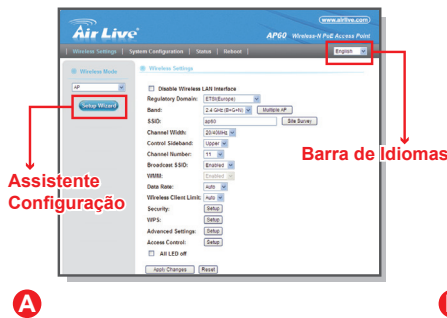 Air Live®
www.airlive.com
AP60 Wireless-N PoE Access Point
Wireless Settings | System Configuration | Status | Reboot |
English
Wireless Mode
AP
Setup Wizard
Wireless Settings
Disable Wireless LAN Interface
Regulatory Domain: ETSI(Europe)
Band: 2.4 GHz (B+G+N) Multiple AP
SSID: ap60 Site Survey
Channel Width: 20/40MHz
Control Sideband: Upper
Channel Number: 11
Broadcast SSID: Enabled
WMM: Enabled
Data Rate: Auto
Wireless Client Limit: Auto
Security: Setup
WPS: Setup
Advanced Settings: Setup
Access Control: Setup
All LED off
Apply Changes Reset
Barra de Idiomas
Assistente
Configuração
A